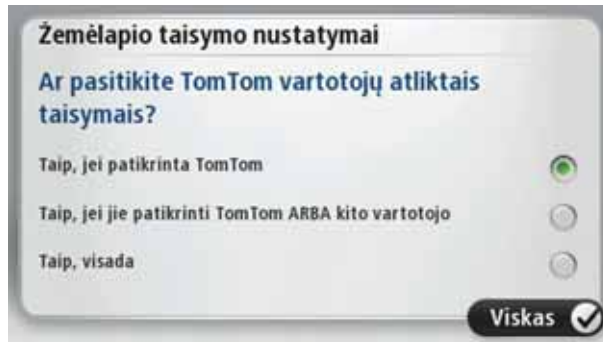 Žemėlapio taisymo nustatymai
Ar pasitikite TomTom vartotojų atliktais
taisymais?
Taip, jei patikrinta TomTom
Taip, jei jie patikrinti TomTom ARBA kito vartotojo
Taip, visada
Viskas